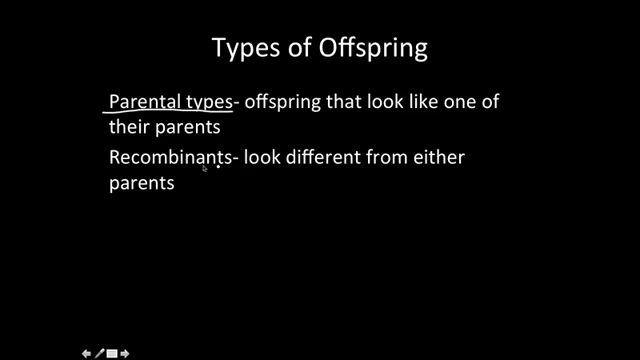 Types of Offspring
Parental types- offspring that look like one of
their parents
Recombinants- look different from either
parents